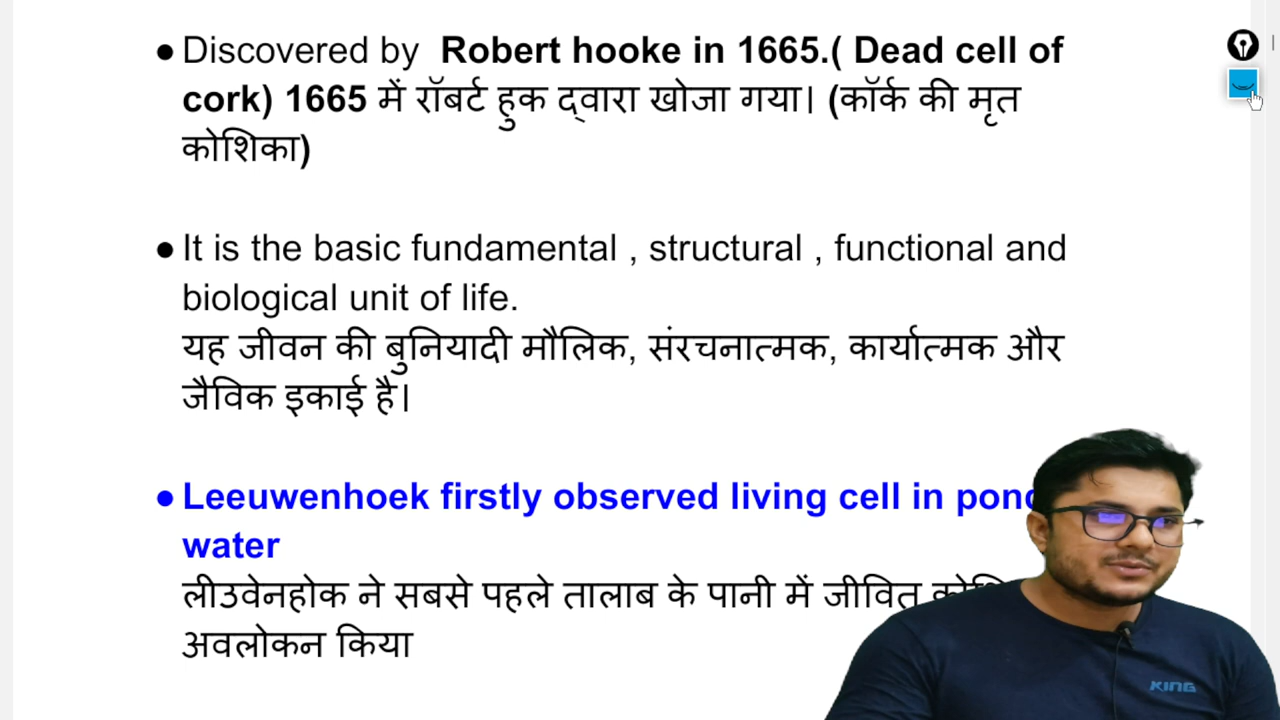 ● Discovered by Robert hooke in 1665.( Dead cell of
cork) 1665 में रॉबर्ट हुक द्वारा खोजा गया। (कॉर्क की मृत
कोशिका)
● It is the basic fundamental , structural , functional and
biological unit of life.
यह जीवन की बुनियादी मौलिक, संरचनात्मक, कार्यात्मक और
जैविक इकाई है।
● Leeuwenhoek firstly observed living cell in pond
water
लीउवेनहोक ने सबसे पहले तालाब के पानी में जीवित
अवलोकन किया
KING